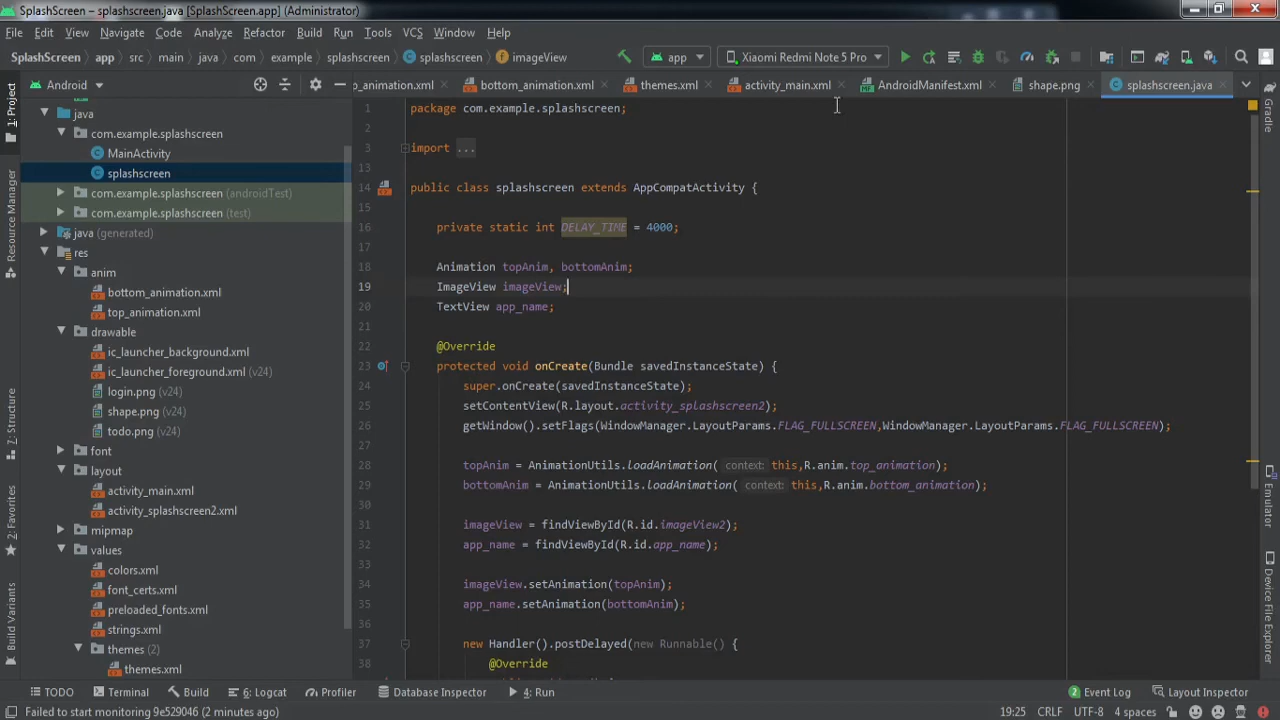 SplashScreen – splashscreen.java [SplashScreen.app] (Administrator)
File Edit View Navigate Code Analyze Refactor Build Run Tools VCS Window Help
SplashScreen app src main java com example splashscreen splashscreen imageView app Xiaomi Redmi Note 5 Pro
Android p_animation.xml bottom_animation.xml themes.xml activity_main.xml AndroidManifest.xml shape.png splashscreen.java
1: Project
Resource Manager
7: Structure
2: Favorites
Build Variants
java
com.example.splashscreen
MainActivity
splashscreen
com.example.splashscreen (androidTest)
com.example.splashscreen (test)
java (generated)
res
anim
bottom_animation.xml
top_animation.xml
drawable
ic_launcher_background.xml
ic_launcher_foreground.xml (v24)
login.png (v24)
shape.png (v24)
todo.png (v24)
font
layout
activity_main.xml
activity_splashscreen2.xml
mipmap
values
colors.xml
font_certs.xml
preloaded_fonts.xml
strings.xml
themes (2)
themes.xml
1 package com.example.splashscreen;
2
3 import ...
13
14 public class splashscreen extends AppCompatActivity {
15
16 private static int DELAY_TIME = 4000;
17
18 Animation topAnim, bottomAnim;
19 ImageView imageView;
20 TextView app_name;
21
22 @Override
23 protected void onCreate(Bundle savedInstanceState) {
24 super.onCreate(savedInstanceState);
25 setContentView(R.layout.activity_splashscreen2);
26 getWindow().setFlags(WindowManager.LayoutParams.FLAG_FULLSCREEN,WindowManager.LayoutParams.FLAG_FULLSCREEN);
27
28 topAnim = AnimationUtils.loadAnimation( context: this,R.anim.top_animation);
29 bottomAnim = AnimationUtils.loadAnimation( context: this,R.anim.bottom_animation);
30
31 imageView = findViewById(R.id.imageView2);
32 app_name = findViewById(R.id.app_name);
33
34 imageView.setAnimation(topAnim);
35 app_name.setAnimation(bottomAnim);
36
37 new Handler().postDelayed(new Runnable() {
38 @Override
Gradle
Emulator
Device File Explorer
TODO Terminal Build 6: Logcat Profiler Database Inspector 4: Run 2 Event Log Layout Inspector
Failed to start monitoring 9e529046 (2 minutes ago) 19:25 CRLF UTF-8 4 spaces